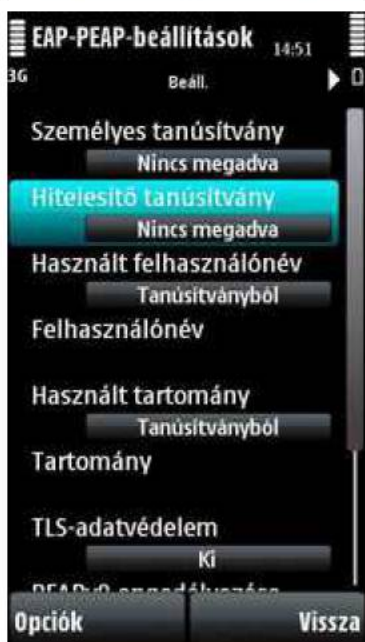 EAP-PEAP-beállítások
14:51
3G
Beáll.
Személyes tanúsítvány
Nincs megadva
Hitelesítő tanúsítvány
Nincs megadva
Használt felhasználónév
Tanúsítványból
Felhasználónév
Használt tartomány
Tanúsítványból
Tartomány
TLS-adatvédelem
Ki
Opciók
Vissza